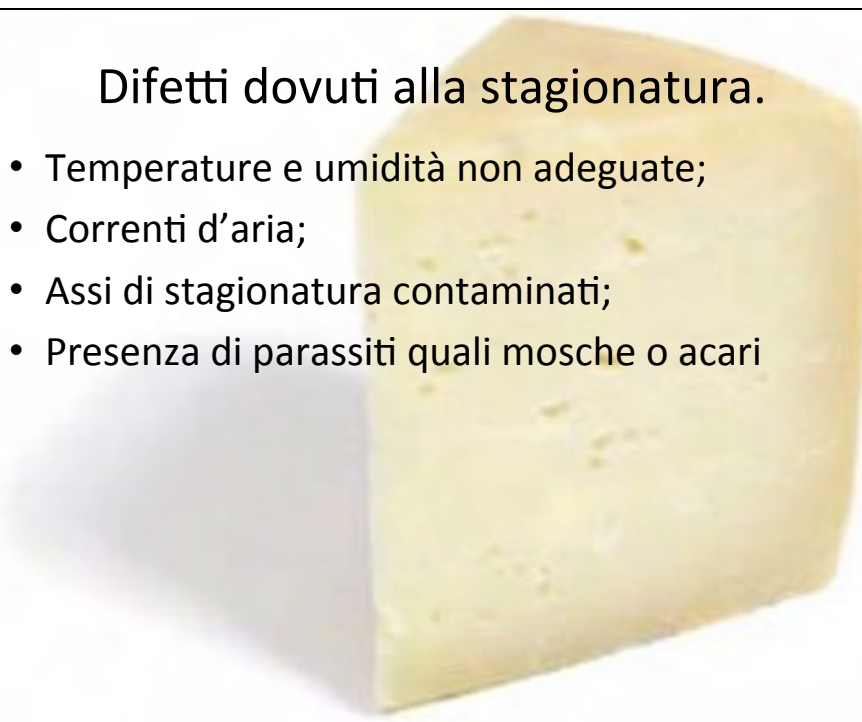 Difetti dovuti alla stagionatura.
• Temperature e umidità non adeguate;
• Correnti d’aria;
• Assi di stagionatura contaminati;
• Presenza di parassiti quali mosche o acari